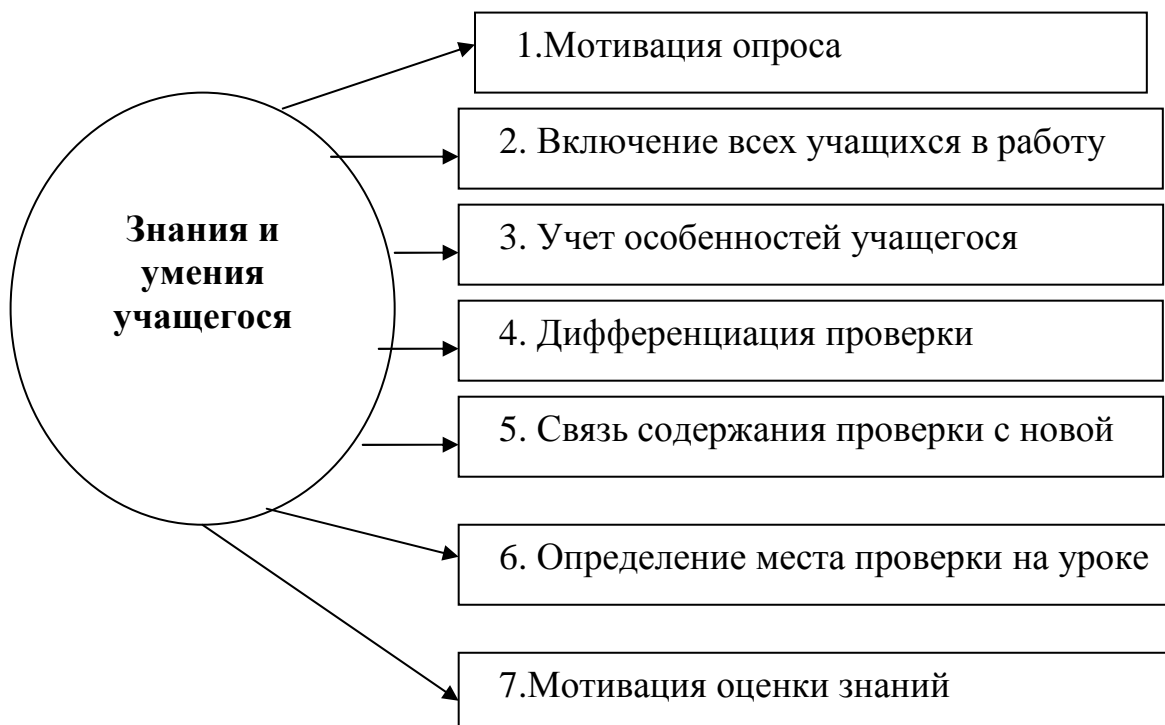 1.Мотивация опроса
2. Включение всех учащихся в работу
Знания и
умения
учащегося
3. Учет особенностей учащегося
4. Дифференциация проверки
5. Связь содержания проверки с новой
6. Определение места проверки на уроке
7.Мотивация оценки знаний